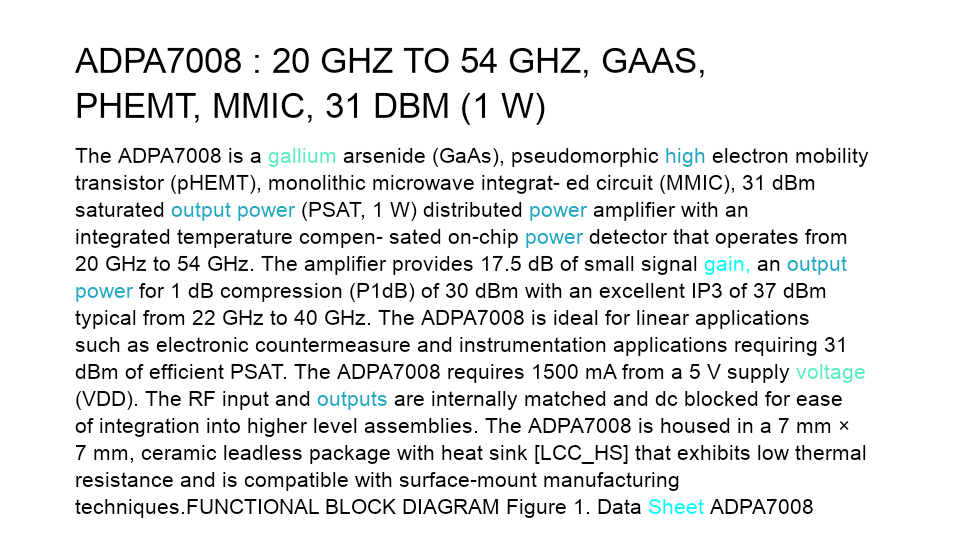 ADPA7008 : 20 GHZ TO 54 GHZ, GAAS,
PHEMT, MMIC, 31 DBM (1 W)
The ADPA7008 is a gallium arsenide (GaAs), pseudomorphic high electron mobility
transistor (pHEMT), monolithic microwave integrat- ed circuit (MMIC), 31 dBm
saturated output power (PSAT, 1 W) distributed power amplifier with an
integrated temperature compen- sated on-chip power detector that operates from
20 GHz to 54 GHz. The amplifier provides 17.5 dB of small signal gain, an output
power for 1 dB compression (P1dB) of 30 dBm with an excellent IP3 of 37 dBm
typical from 22 GHz to 40 GHz. The ADPA7008 is ideal for linear applications
such as electronic countermeasure and instrumentation applications requiring 31
dBm of efficient PSAT. The ADPA7008 requires 1500 mA from a 5 V supply voltage
(VDD). The RF input and outputs are internally matched and dc blocked for ease
of integration into higher level assemblies. The ADPA7008 is housed in a 7 mm ×
7 mm, ceramic leadless package with heat sink [LCC_HS] that exhibits low thermal
resistance and is compatible with surface-mount manufacturing
techniques.FUNCTIONAL BLOCK DIAGRAM Figure 1. Data Sheet ADPA7008